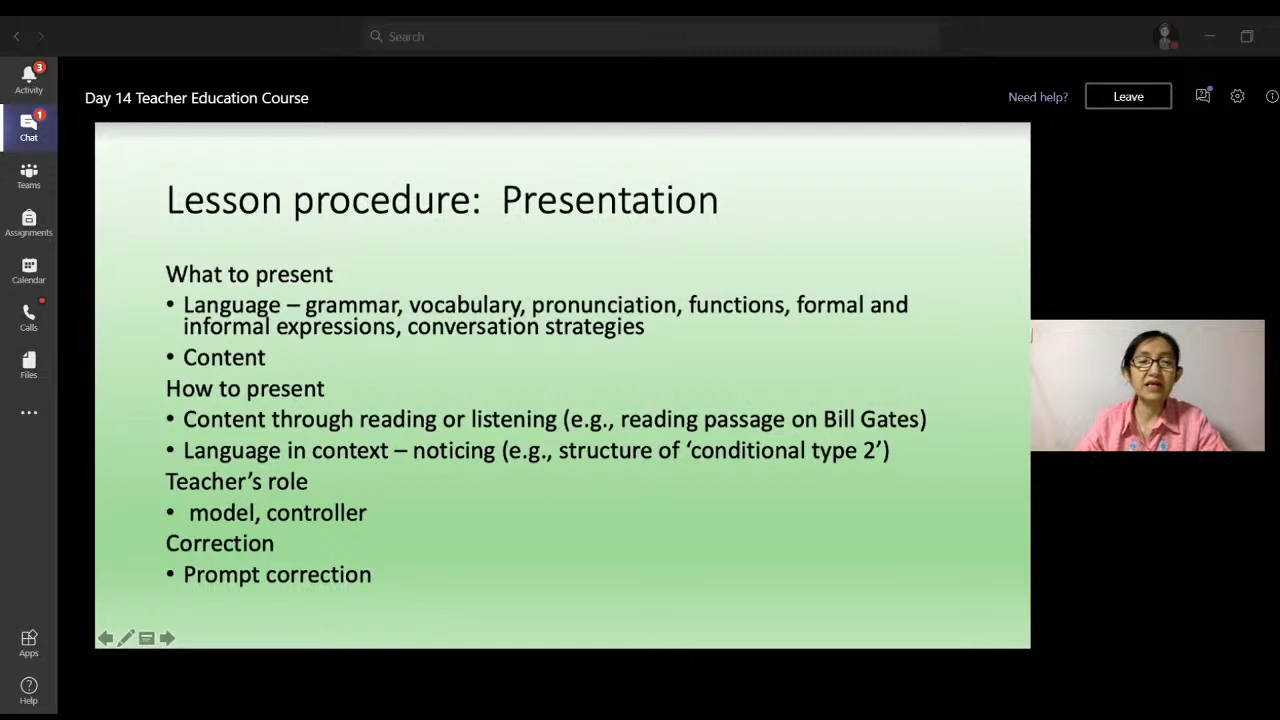 Search
3
Activity
1
Chat
Teams
Assignments
Calendar
Calls
Files
Apps
Help
Day 14 Teacher Education Course
Need help?
Leave
Lesson procedure:  Presentation
What to present
• Language – grammar, vocabulary, pronunciation, functions, formal and
informal expressions, conversation strategies
• Content
How to present
• Content through reading or listening (e.g., reading passage on Bill Gates)
• Language in context – noticing (e.g., structure of ‘conditional type 2’)
Teacher’s role
•  model, controller
Correction
• Prompt correction